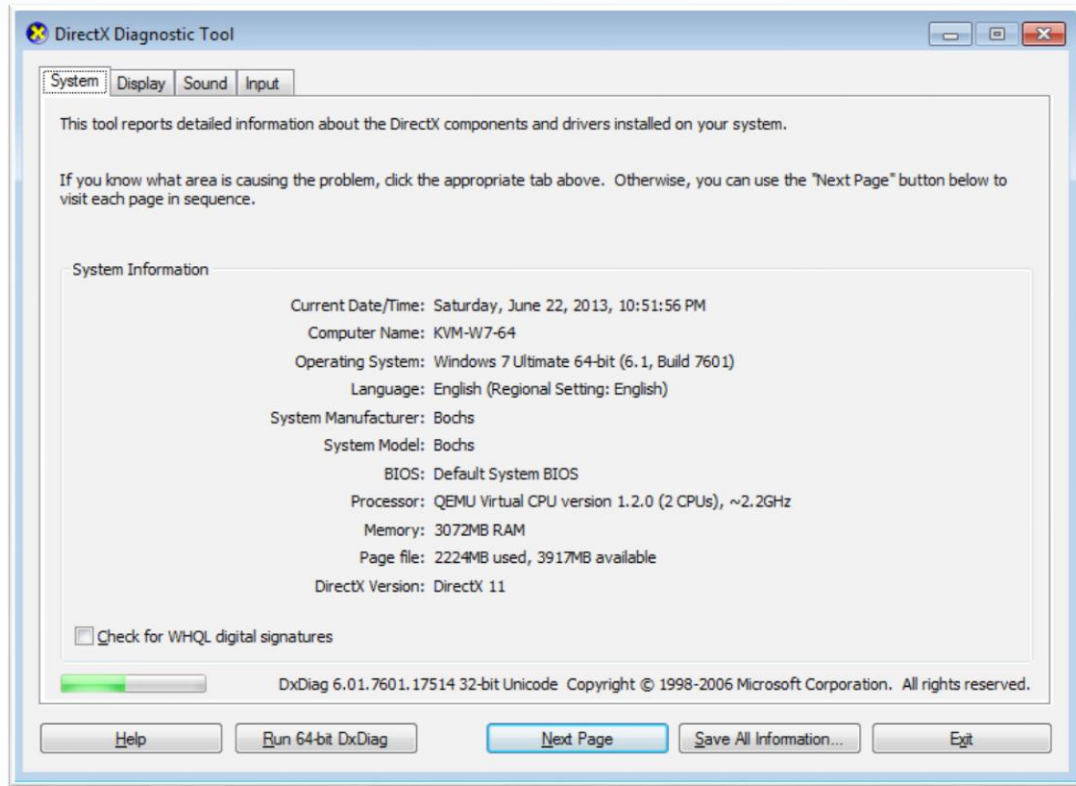 DirectX Diagnostic Tool
System Display Sound Input
This tool reports detailed information about the DirectX components and drivers installed on your system.
If you know what area is causing the problem, click the appropriate tab above.  Otherwise, you can use the "Next Page" button below to
visit each page in sequence.
System Information
Current Date/Time: Saturday, June 22, 2013, 10:51:56 PM
Computer Name: KVM-W7-64
Operating System: Windows 7 Ultimate 64-bit (6.1, Build 7601)
Language: English (Regional Setting: English)
System Manufacturer: Bochs
System Model: Bochs
BIOS: Default System BIOS
Processor: QEMU Virtual CPU version 1.2.0 (2 CPUs), ~2.2GHz
Memory: 3072MB RAM
Page file: 2224MB used, 3917MB available
DirectX Version: DirectX 11
Check for WHQL digital signatures
DxDiag 6.01.7601.17514 32-bit Unicode  Copyright © 1998-2006 Microsoft Corporation.  All rights reserved.
Help Run 64-bit DxDiag Next Page Save All Information... Exit